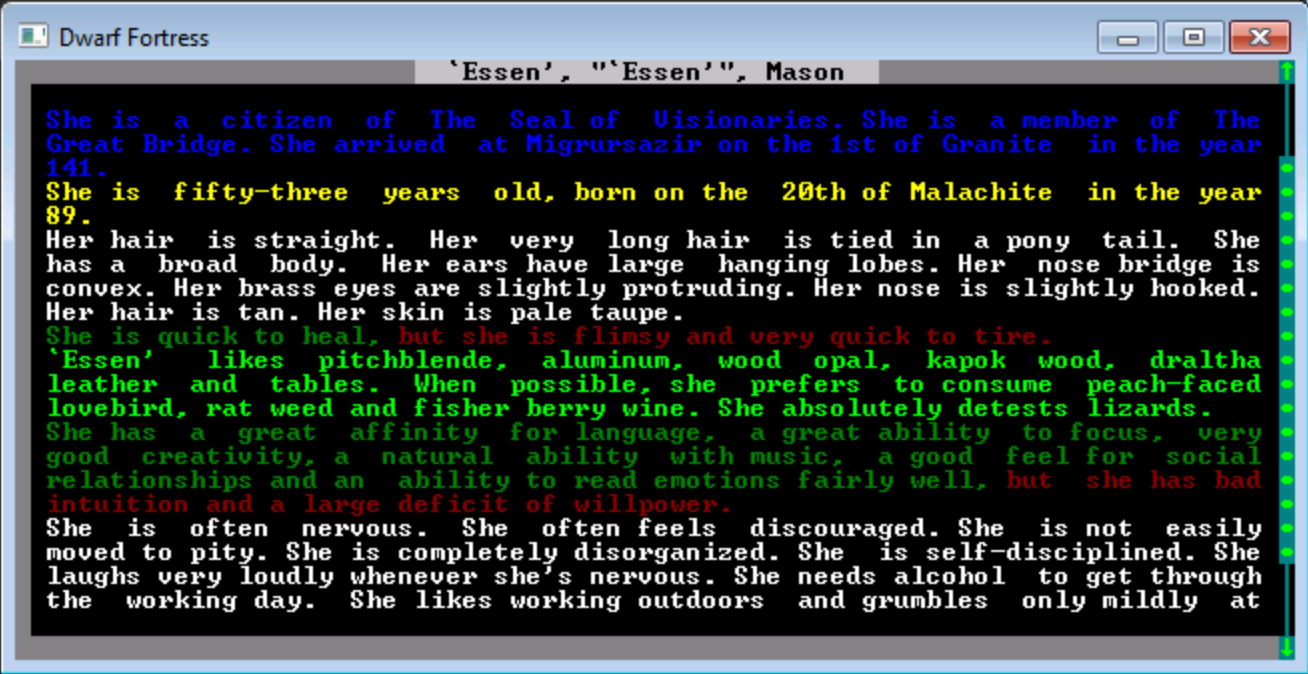 Dwarf Fortress
`Essen', "`Essen'", Mason
She is a citizen of The Seal of Visionaries. She is a member of The
Great Bridge. She arrived at Migrursazir on the 1st of Granite in the year
141.
She is fifty-three years old, born on the 20th of Malachite in the year
89.
Her hair is straight. Her very long hair is tied in a pony tail. She
has a broad body. Her ears have large hanging lobes. Her nose bridge is
convex. Her brass eyes are slightly protruding. Her nose is slightly hooked.
Her hair is tan. Her skin is pale taupe.
She is quick to heal, but she is flimsy and very quick to tire.
`Essen' likes pitchblende, aluminum, wood opal, kapok wood, draltha
leather and tables. When possible, she prefers to consume peach-faced
lovebird, rat weed and fisher berry wine. She absolutely detests lizards.
She has a great affinity for language, a great ability to focus, very
good creativity, a natural ability with music, a good feel for social
relationships and an ability to read emotions fairly well, but she has bad
intuition and a large deficit of willpower.
She is often nervous. She often feels discouraged. She is not easily
moved to pity. She is completely disorganized. She is self-disciplined. She
laughs very loudly whenever she's nervous. She needs alcohol to get through
the working day. She likes working outdoors and grumbles only mildly at